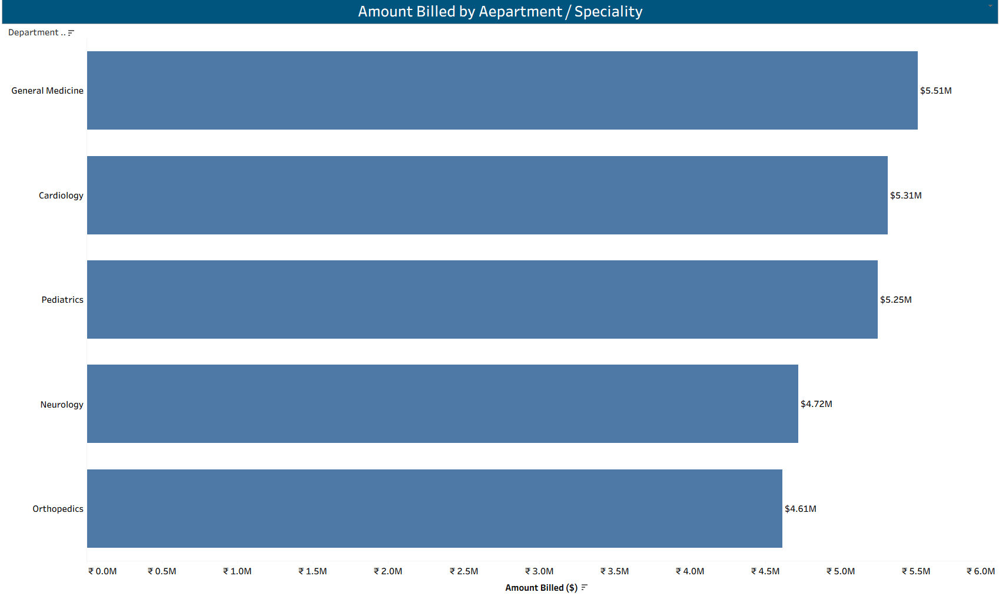 Amount Billed by Aepartment / Speciality
Department ..
General Medicine
$5.51M
Cardiology
$5.31M
Pediatrics
$5.25M
Neurology
$4.72M
Orthopedics
$4.61M
₹ 0.0M ₹ 0.5M ₹ 1.0M ₹ 1.5M ₹ 2.0M ₹ 2.5M ₹ 3.0M ₹ 3.5M ₹ 4.0M ₹ 4.5M ₹ 5.0M ₹ 5.5M ₹ 6.0M
Amount Billed ($)